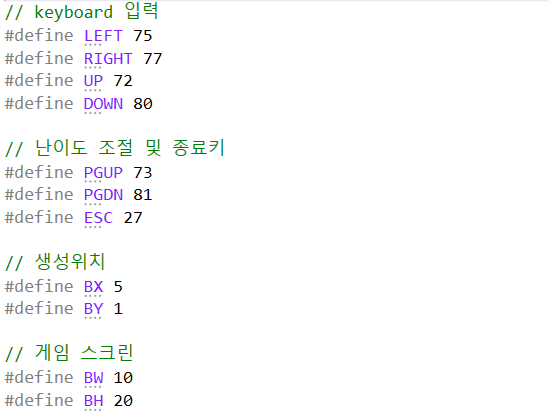 // keyboard 입력
#define LEFT 75
#define RIGHT 77
#define UP 72
#define DOWN 80
// 난이도 조절 및 종료키
#define PGUP 73
#define PGDN 81
#define ESC 27
// 생성위치
#define BX 5
#define BY 1
// 게임 스크린
#define BW 10
#define BH 20